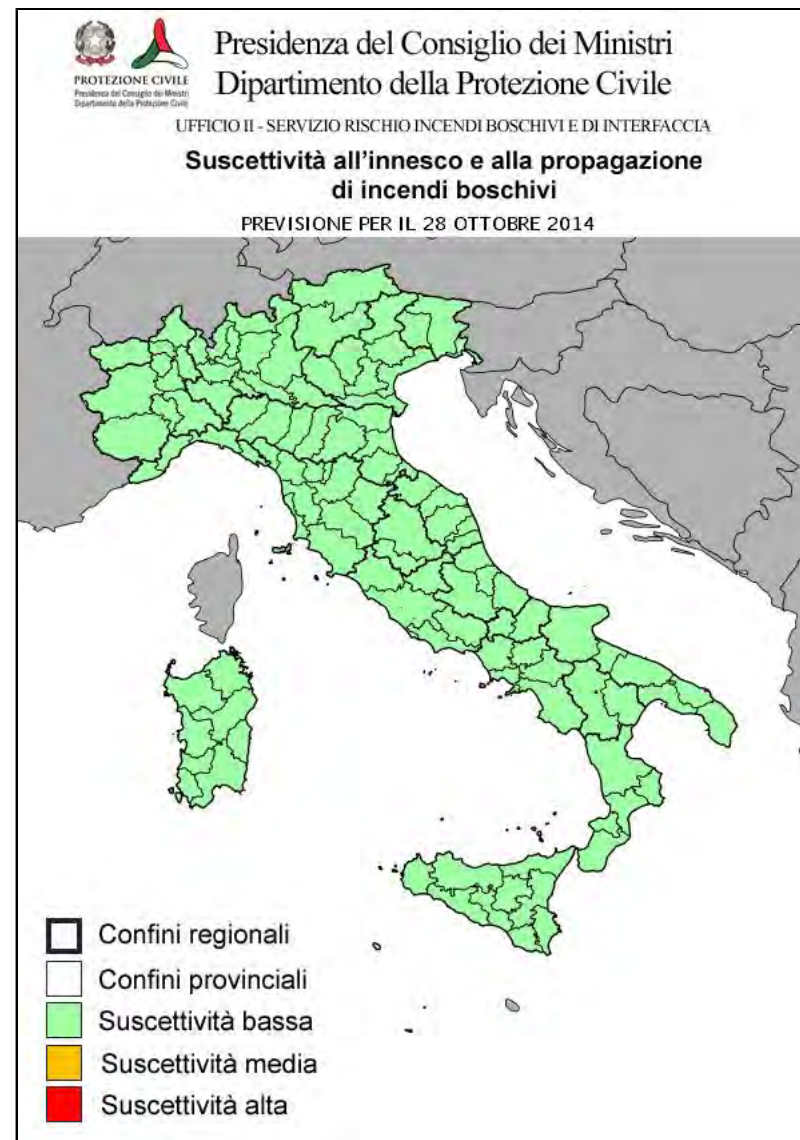 Presidenza del Consiglio dei Ministri
Dipartimento della Protezione Civile
PROTEZIONE CIVILE
Presidenza del Consiglio dei Ministri
Dipartimento della Protezione Civile
UFFICIO II - SERVIZIO RISCHIO INCENDI BOSCHIVI E DI INTERFACCIA
Suscettività all'innesco e alla propagazione
di incendi boschivi
PREVISIONE PER IL 28 OTTOBRE 2014
Confini regionali
Confini provinciali
Suscettività bassa
Suscettività media
Suscettività alta